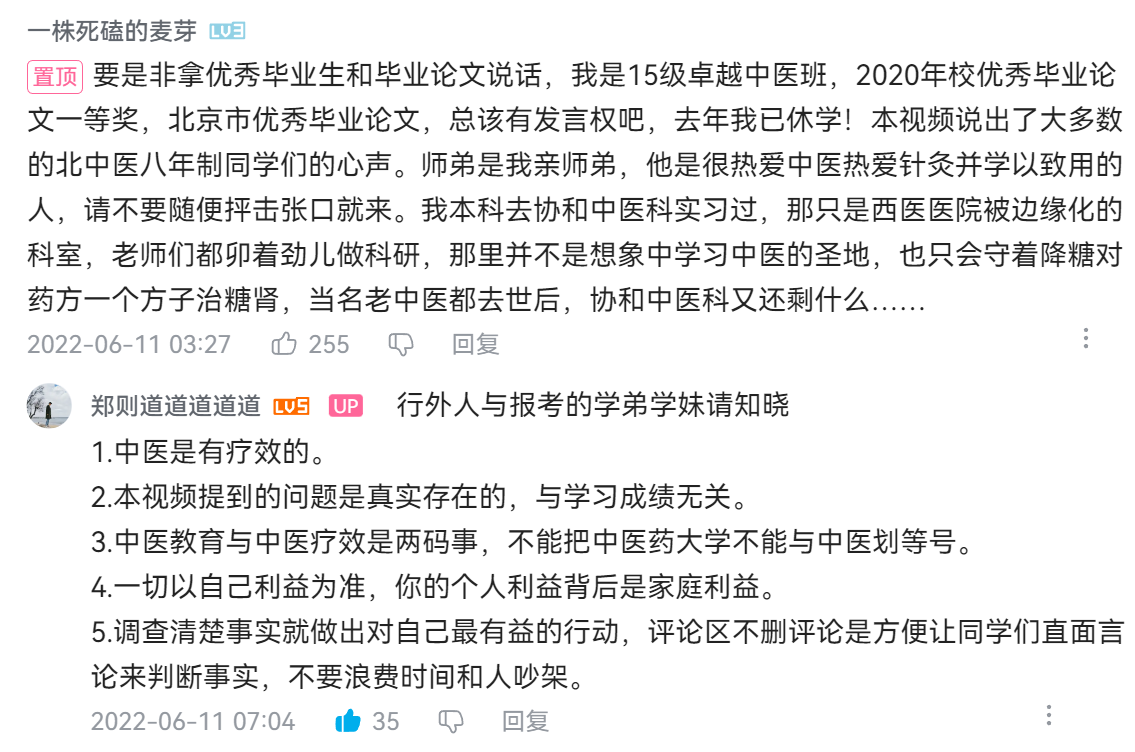 一株死磕的麦芽 LV3
置顶 要是非拿优秀毕业生和毕业论文说话，我是15级卓越中医班，2020年校优秀毕业论
文一等奖，北京市优秀毕业论文，总该有发言权吧，去年我已休学！本视频说出了大多数
的北中医八年制同学们的心声。师弟是我亲师弟，他是很热爱中医热爱针灸并学以致用的
人，请不要随便抨击张口就来。我本科去协和中医科实习过，那只是西医医院被边缘化的
科室，老师们都卯着劲儿做科研，那里并不是想象中学习中医的圣地，也只会守着降糖对
药方一个方子治糖肾，当名老中医都去世后，协和中医科又还剩什么……
2022-06-11 03:27 255 回复
郑则道道道道道 LV5 UP 行外人与报考的学弟学妹请知晓
1.中医是有疗效的。
2.本视频提到的问题是真实存在的，与学习成绩无关。
3.中医教育与中医疗效是两码事，不能把中医药大学不能与中医划等号。
4.一切以自己利益为准，你的个人利益背后是家庭利益。
5.调查清楚事实就做出对自己最有益的行动，评论区不删评论是方便让同学们直面言
论来判断事实，不要浪费时间和人吵架。
2022-06-11 07:04 35 回复